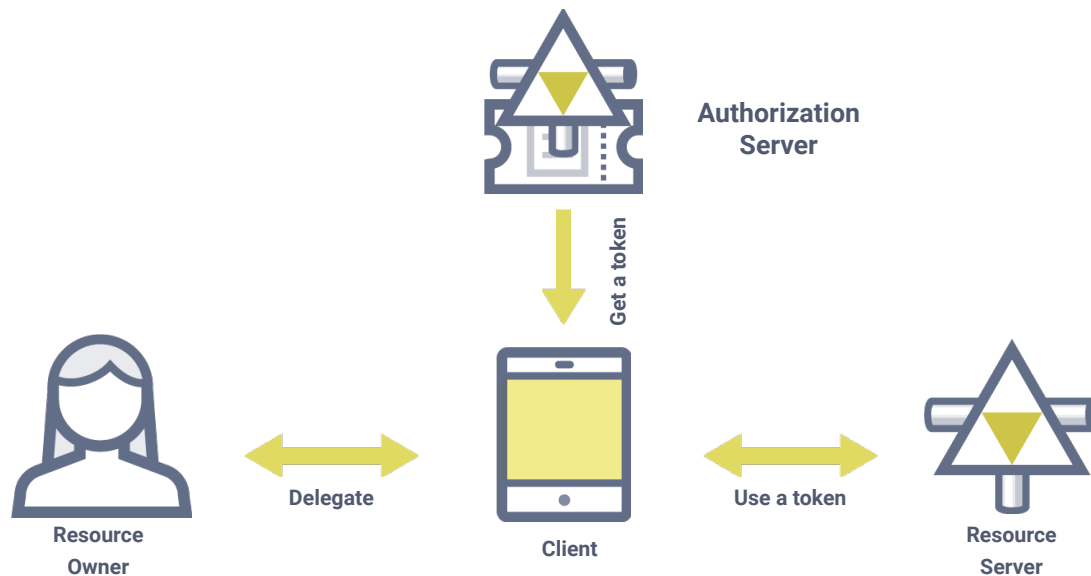 Authorization
Server
Get a token
Delegate
Use a token
Resource
Owner
Client
Resource
Server